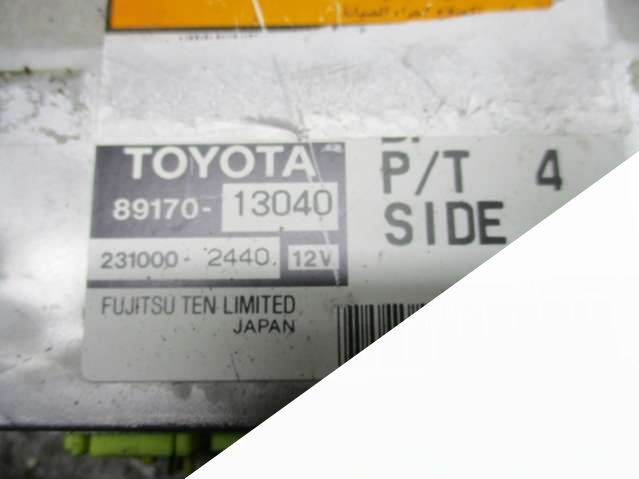 TOYOTA
89170-13040
231000-2440. 12V
FUJITSU TEN LIMITED
JAPAN
P/T 4
SIDE